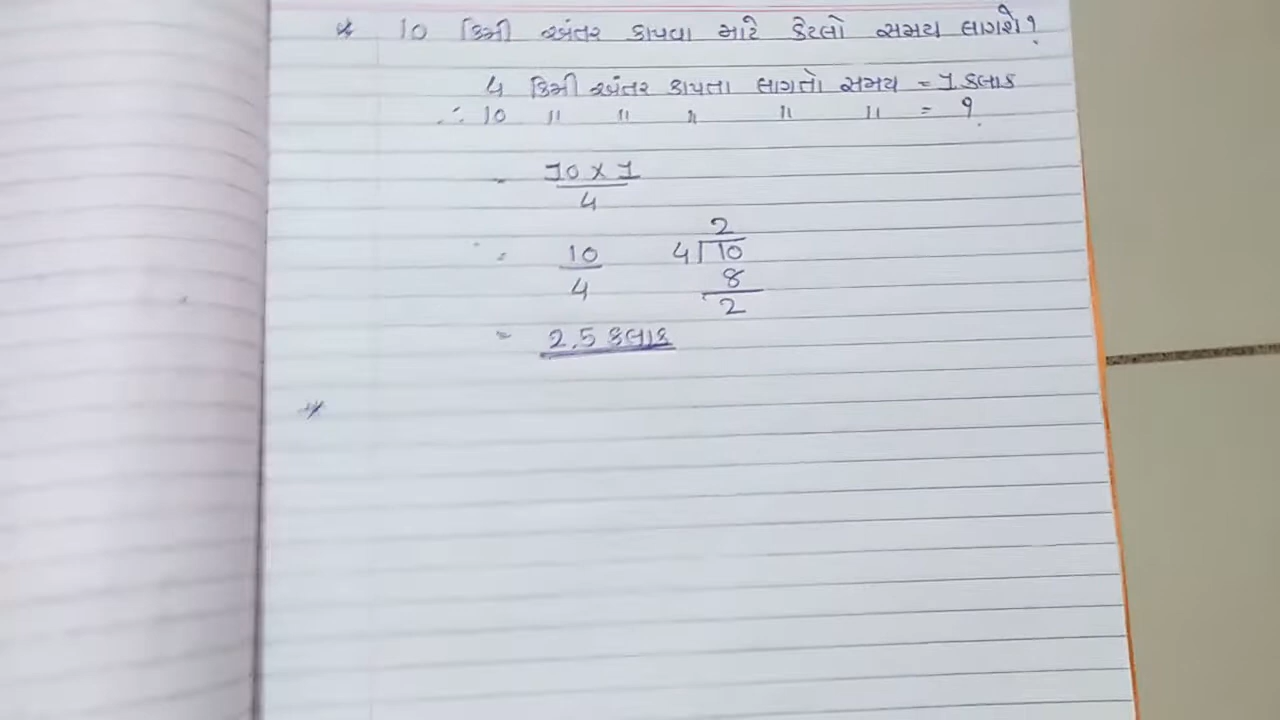 * 10 કિમી અંતર કાપવા માટે કેટલો સમય લાગશે?
4 કિમી અંતર કાપતા લાગતો સમય = 1 કલાક
∴ 10 " " " " " = ?
= 10 × 1
4
= 10
4
2
4 10
8
2
= 2.5 કલાક
*